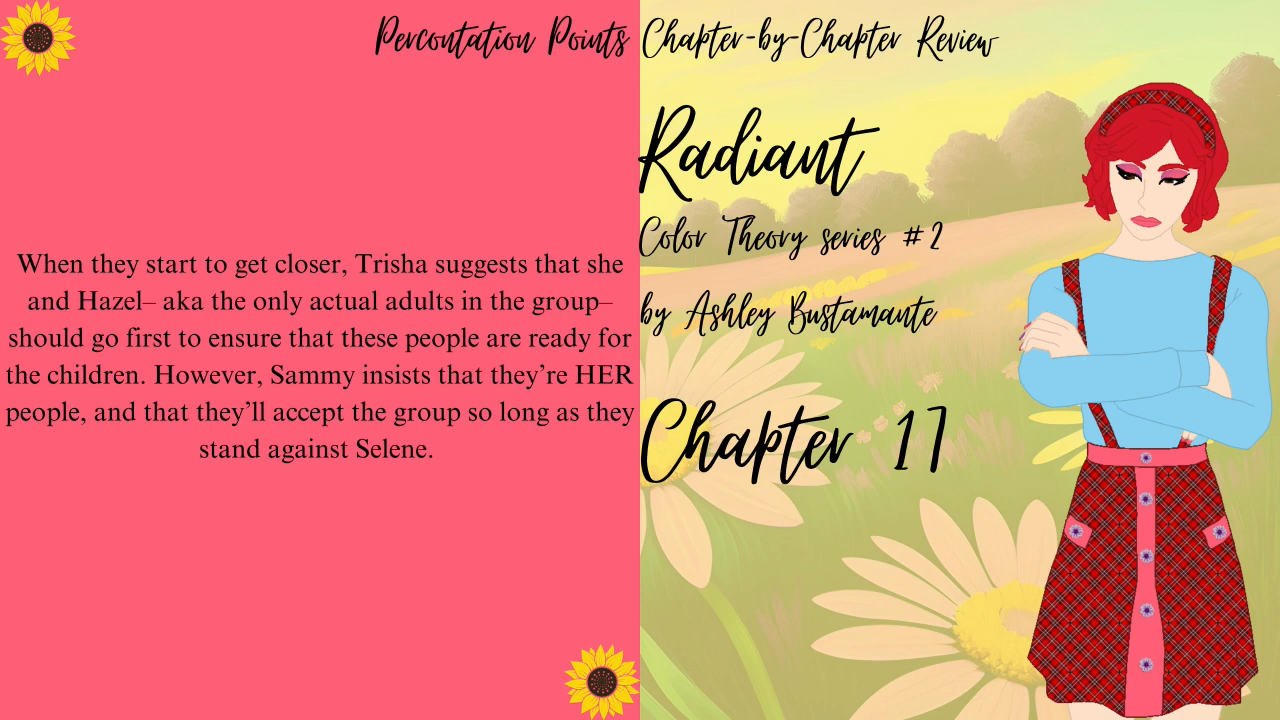 Percontation Points Chapter-by-Chapter Review
When they start to get closer, Trisha suggests that she
and Hazel– aka the only actual adults in the group–
should go first to ensure that these people are ready for
the children. However, Sammy insists that they’re HER
people, and that they’ll accept the group so long as they
stand against Selene.
Radiant
Color Theory series #2
by Ashley Bustamante
Chapter 17